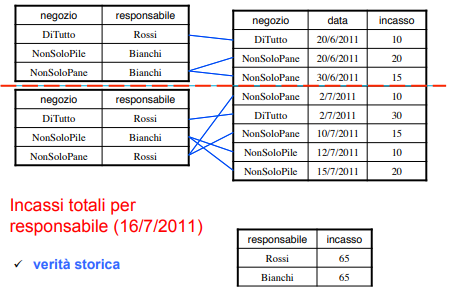 negozio responsabile
DiTutto Rossi
NonSoloPile Bianchi
NonSoloPane Bianchi
negozio responsabile
DiTutto Rossi
NonSoloPile Bianchi
NonSoloPane Rossi
negozio data incasso
DiTutto 20/6/2011 10
NonSoloPane 20/6/2011 20
NonSoloPane 30/6/2011 15
NonSoloPane 2/7/2011 10
DiTutto 2/7/2011 30
NonSoloPane 10/7/2011 15
NonSoloPile 12/7/2011 10
NonSoloPile 15/7/2011 20
Incassi totali per
responsabile (16/7/2011)
✓ verità storica
responsabile incasso
Rossi 65
Bianchi 65